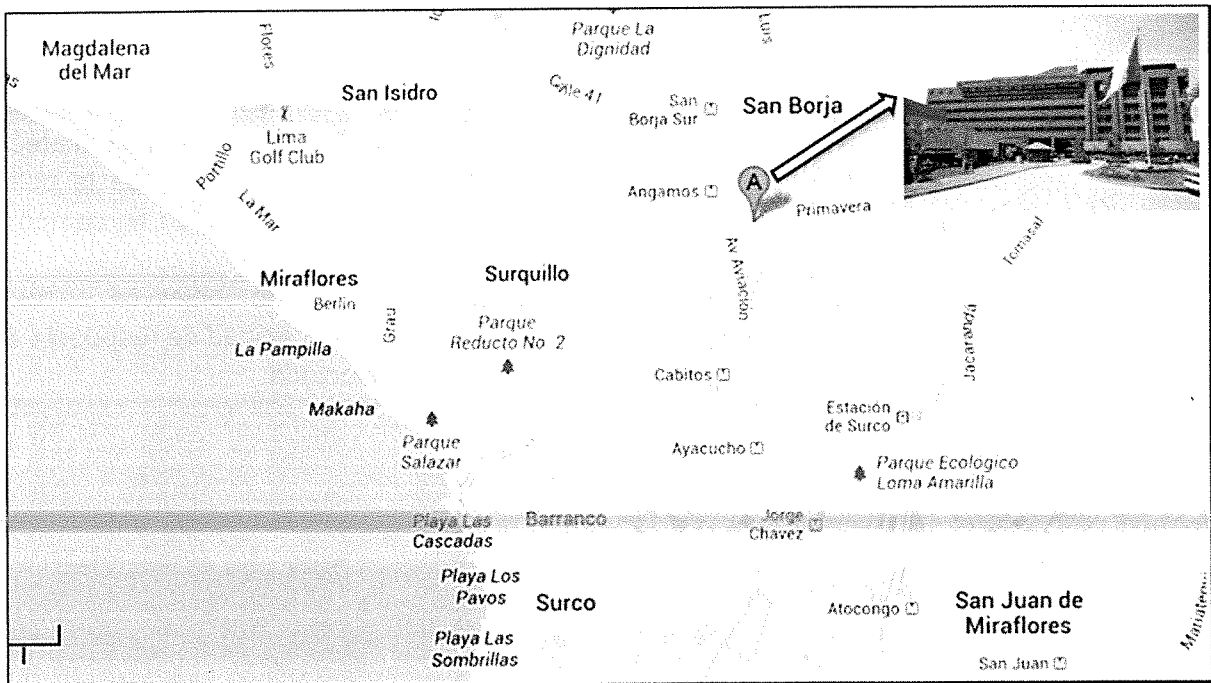 Magdalena
del Mar
Flores
Parque La
Dignidad
Luis
San Isidro
Calle 41
San
Borja Sur
San Borja
Lima
Golf Club
Portillo
La Mar
Angamos
A
Primavera
Tomasal
Av Aviación
Miraflores
Berlin
Surquillo
Grau
Parque
Reducto No. 2
La Pampilla
Jacaranda
Cabitos
Makaha
Estación
de Surco
Parque
Salazar
Ayacucho
Parque Ecológico
Loma Amarilla
Playa Las
Cascadas
Barranco
Jorge
Chavez
Playa Los
Pavos
Surco
Atocongo
San Juan de
Miraflores
Playa Las
Sombrillas
San Juan